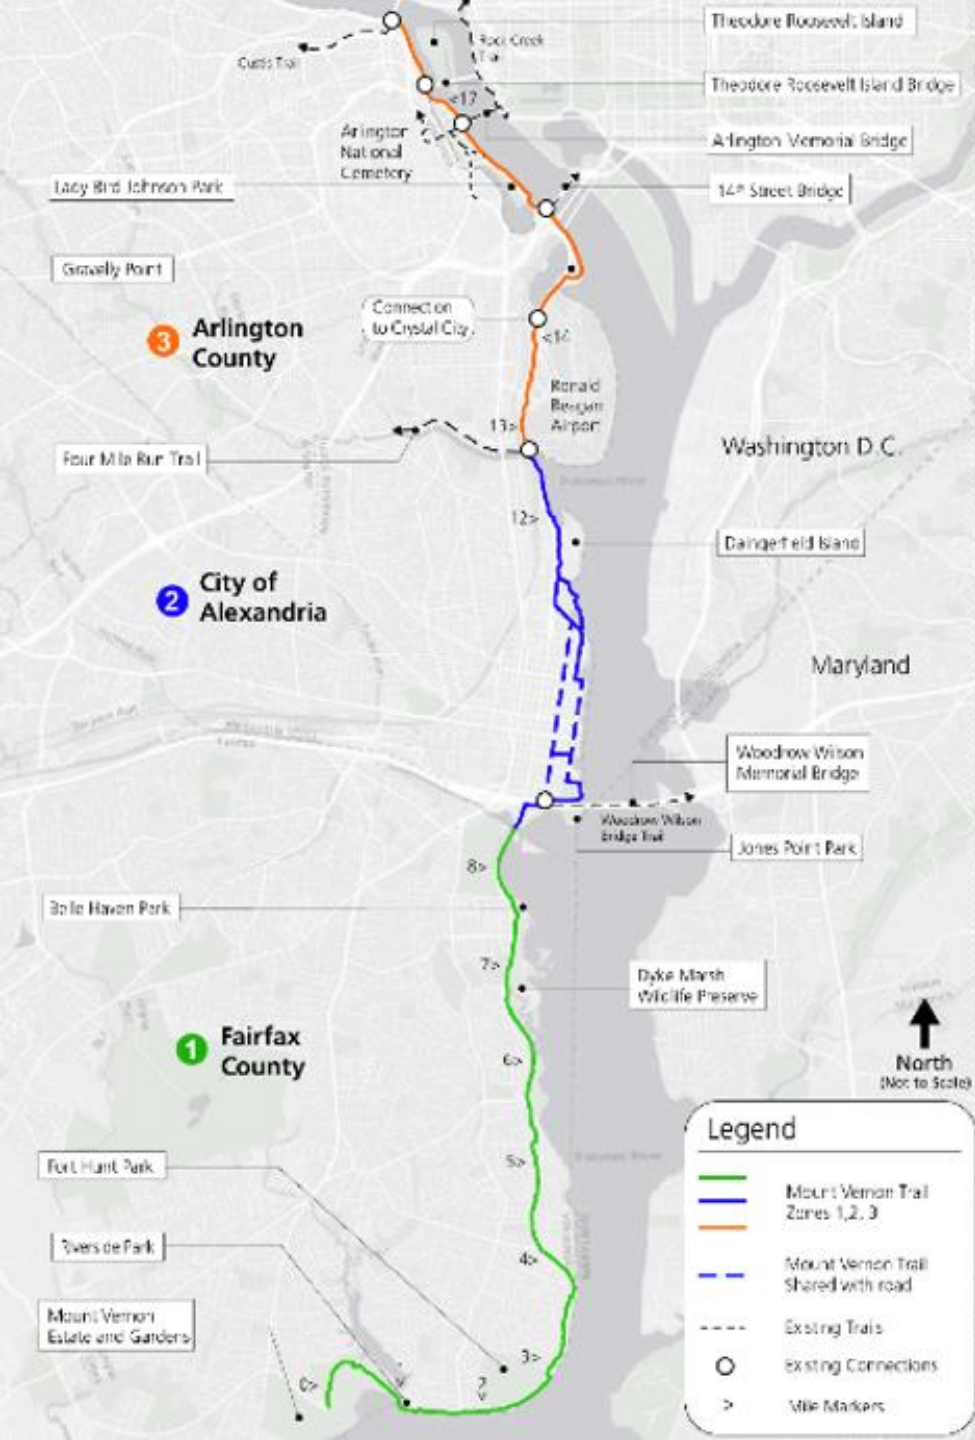 Theodore Roosevelt Island
Rock Creek
Trail
Custis Trail
Theodore Roosevelt Island Bridge
<17
Arlington
National
Cemetery
Arlington Memorial Bridge
Lady Bird Johnson Park
14th Street Bridge
Gravelly Point
Connection
to Crystal City
3 Arlington
County
<14
Ronald
Reagan
Airport
13>
Four Mile Run Trail
Washington D.C.
Potomac River
12>
Daingerfield Island
2 City of
Alexandria
Maryland
Woodrow Wilson
Memorial Bridge
Woodrow Wilson
Bridge Trail
Jones Point Park
8>
Belle Haven Park
7>
Dyke Marsh
Wildlife Preserve
1 Fairfax
County
6>
North
(Not to Scale)
5>
Potomac River
Fort Hunt Park
Riverside Park
4>
Mount Vernon
Estate and Gardens
3>
2
>
0>
Legend
Mount Vernon Trail
Zones 1,2, 3
Mount Vernon Trail
Shared with road
Existing Trails
Existing Connections
> Mile Markers